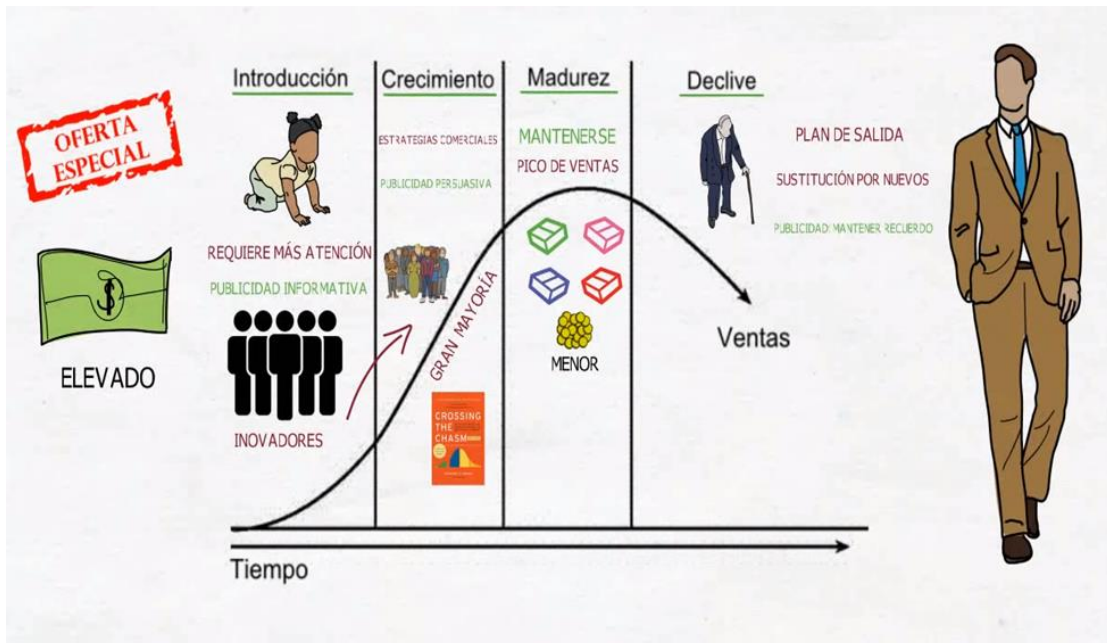 OFERTA
ESPECIAL
ELEVADO
Introducción
REQUIERE MÁS ATENCIÓN
PUBLICIDAD INFORMATIVA
INOVADORES
Crecimiento
ESTRATEGIAS COMERCIALES
PUBLICIDAD PERSUASIVA
GRAN MAYORÍA
CROSSING
THE
CHASM
Madurez
MANTENERSE
PICO DE VENTAS
MENOR
Declive
PLAN DE SALIDA
SUSTITUCIÓN POR NUEVOS
PUBLICIDAD: MANTENER RECUERDO
Ventas
Tiempo